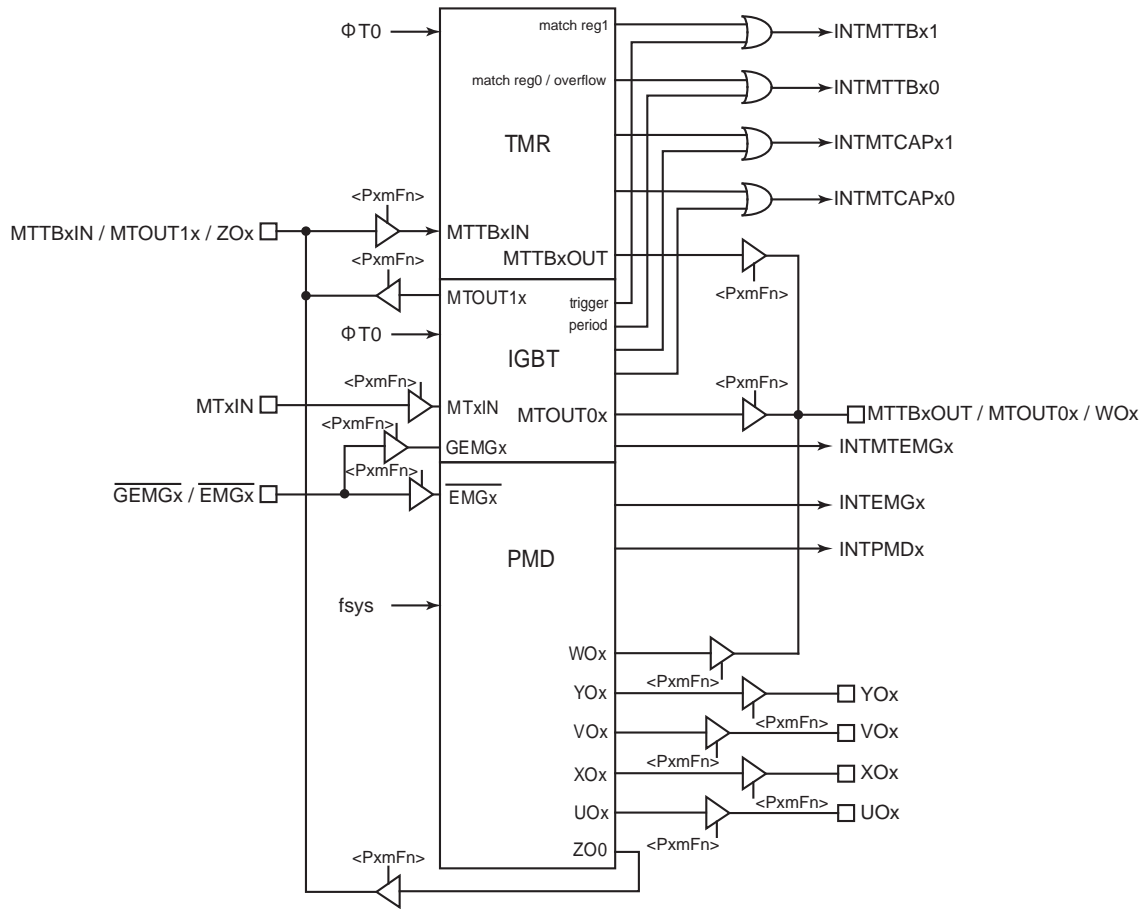 ΦT0
match reg1
INTMTTBx1
match reg0 / overflow
INTMTTBx0
TMR
INTMTCAPx1
INTMTCAPx0
<PxmFn>
MTTBxIN / MTOUT1x / ZOx
MTTBxIN
MTTBxOUT
<PxmFn>
<PxmFn>
MTOUT1x
trigger
period
ΦT0
IGBT
<PxmFn>
<PxmFn>
MTxIN
MTxIN
MTOUT0x
MTTBxOUT / MTOUT0x / WOx
<PxmFn>
GEMGx
INTMTEMGx
<PxmFn>
GEMGx / EMGx
EMGx
INTEMGx
PMD
INTPMDx
fsys
WOx
<PxmFn>
YOx
YOx
<PxmFn>
VOx
VOx
<PxmFn>
XOx
XOx
<PxmFn>
UOx
UOx
<PxmFn>
ZO0
<PxmFn>